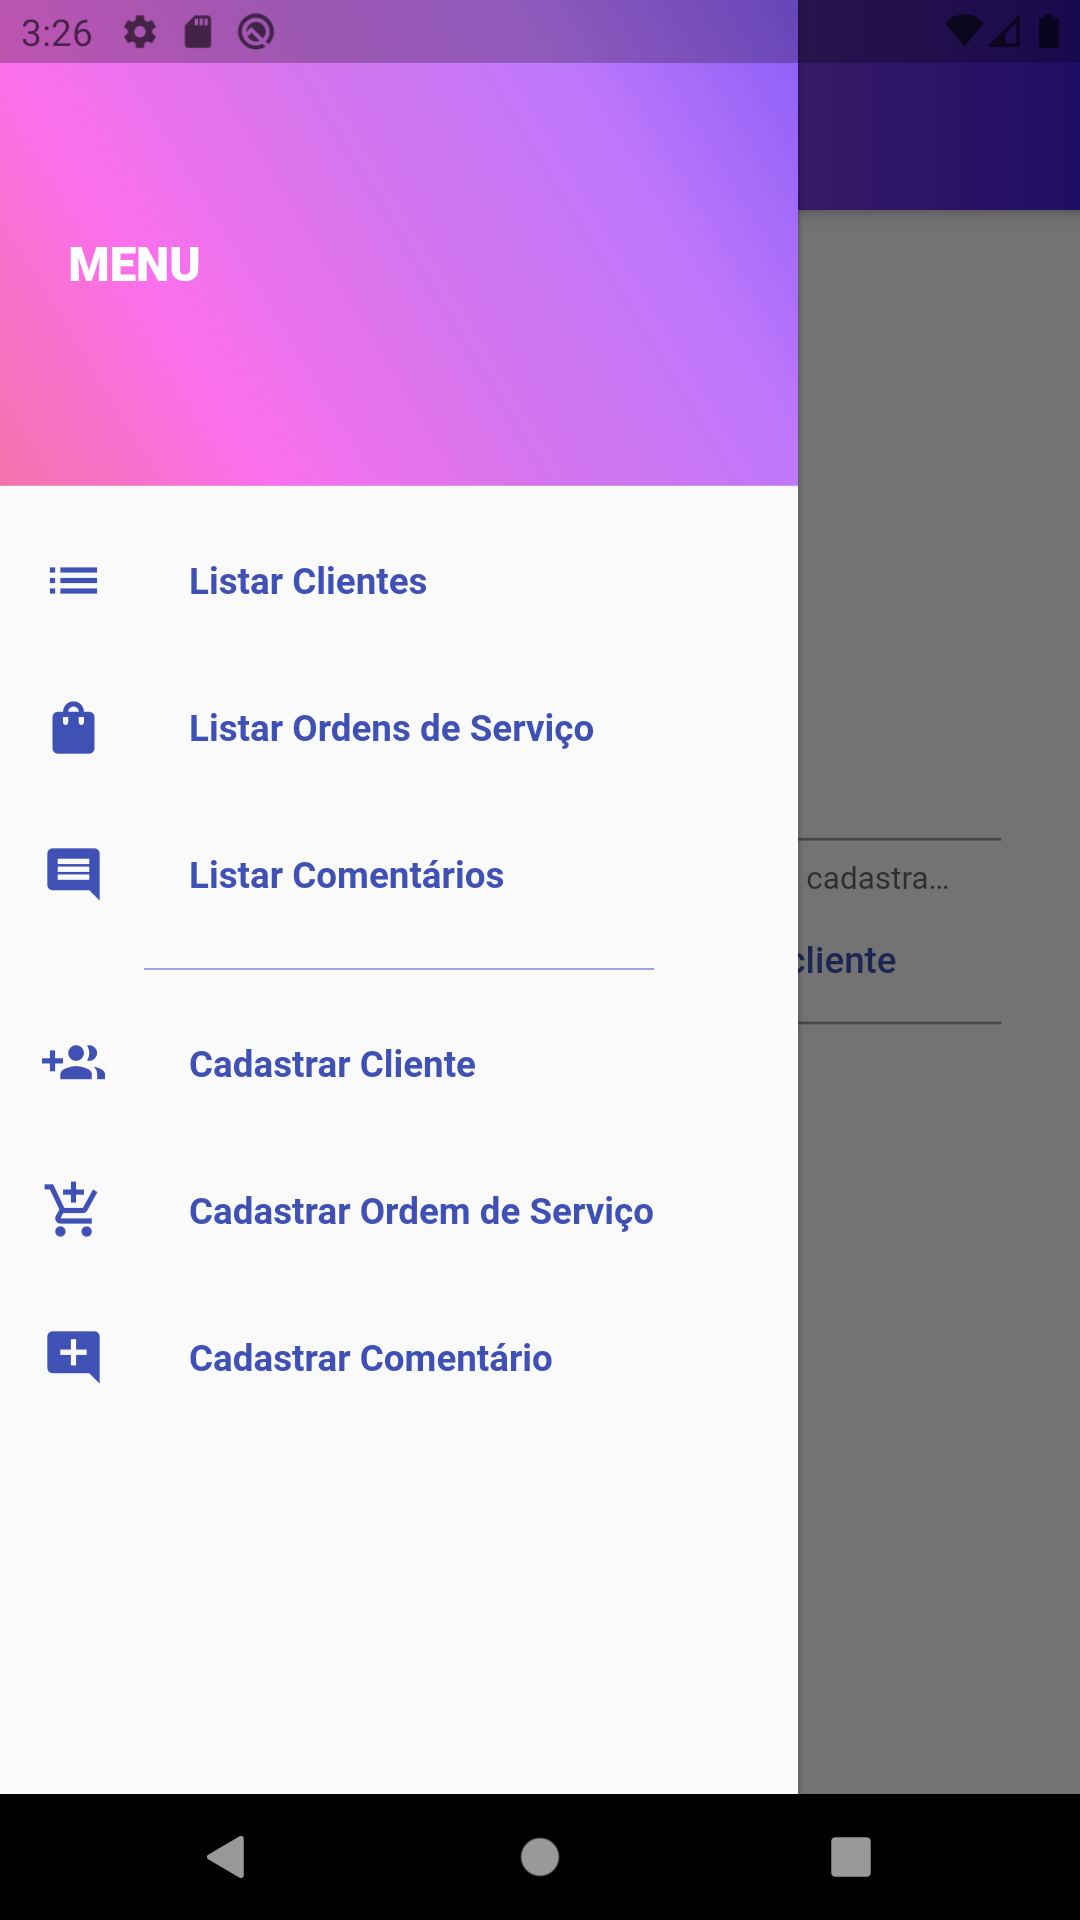 3:26
MENU
Listar Clientes
Listar Ordens de Serviço
Listar Comentários
cadastra...
cliente
Cadastrar Cliente
Cadastrar Ordem de Serviço
Cadastrar Comentário